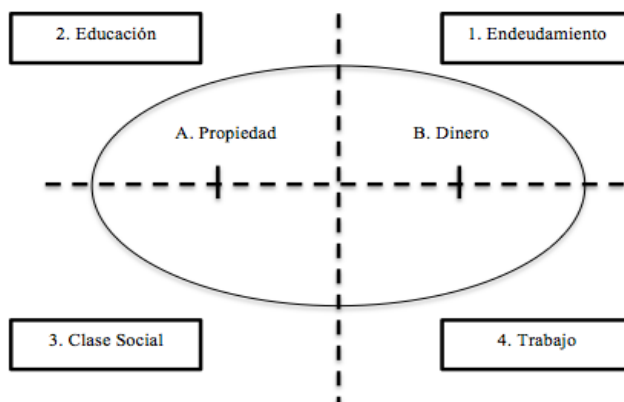 2. Educación
1. Endeudamiento
A. Propiedad
B. Dinero
3. Clase Social
4. Trabajo